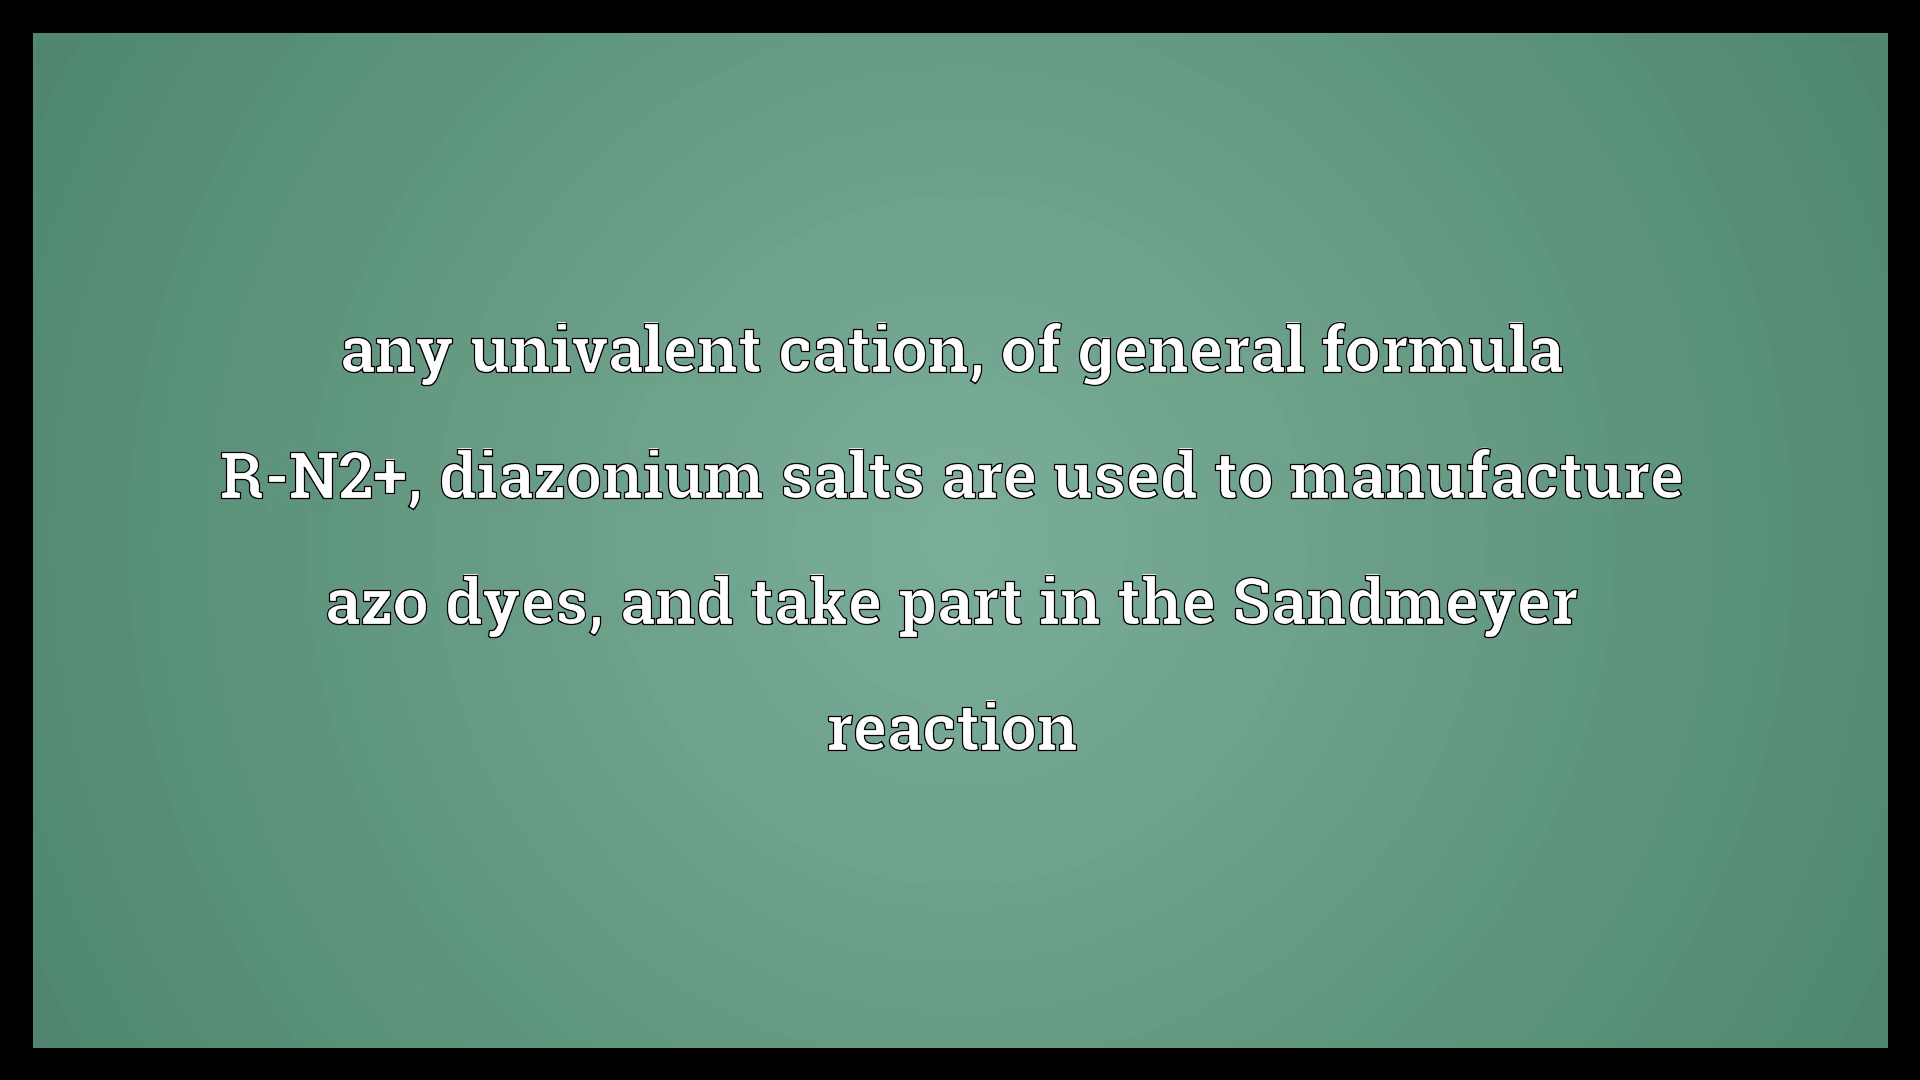 any univalent cation, of general formula
R-N2+, diazonium salts are used to manufacture
azo dyes, and take part in the Sandmeyer
reaction